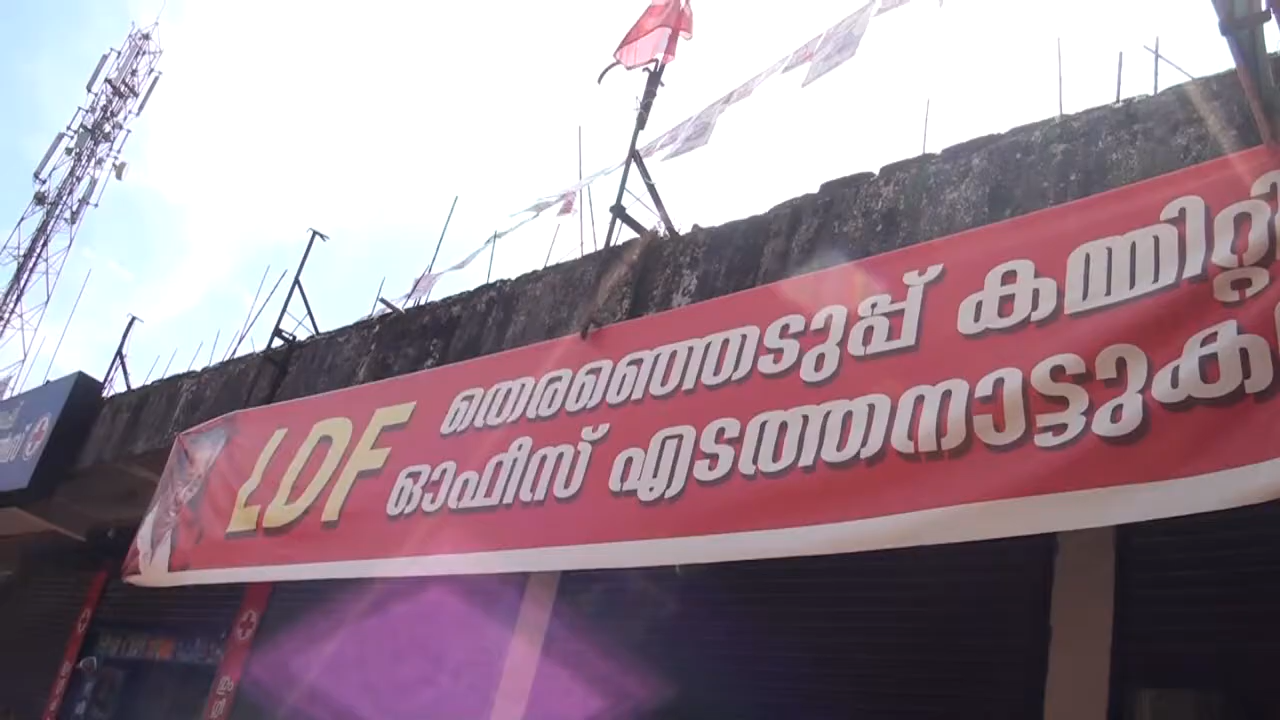 LDF തെരഞ്ഞെടുപ്പ് കമ്മിറ്റി
ഓഫീസ് എടത്തനാട്ടുക